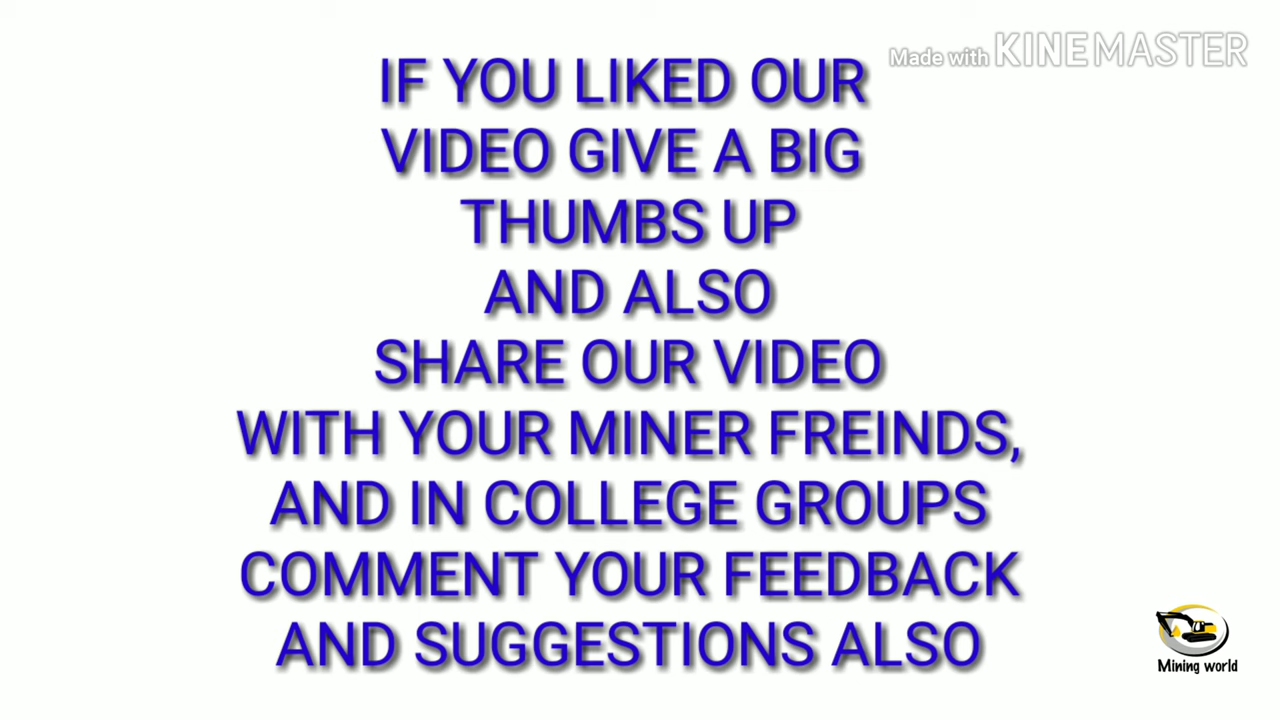 Made with KINEMASTER
IF YOU LIKED OUR
VIDEO GIVE A BIG
THUMBS UP
AND ALSO
SHARE OUR VIDEO
WITH YOUR MINER FREINDS,
AND IN COLLEGE GROUPS
COMMENT YOUR FEEDBACK
AND SUGGESTIONS ALSO
Mining world